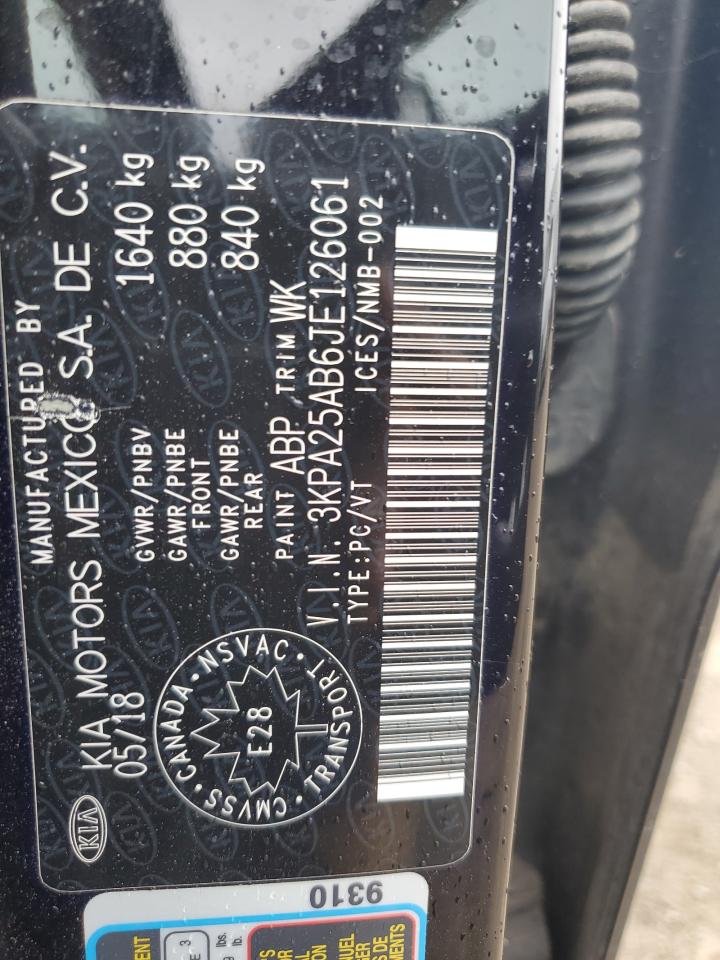 MANUFACTURED BY
KIA KIA MOTORS MEXICO S.A. DE C.V.
05/18
GVWR/PNBV 1640 kg
GAWR/PNBE FRONT 880 kg
GAWR/PNBE REAR 840 kg
PAINT ABP TRIM WK
V.I.N.: 3KPA25AB6JE126061
TYPE:PC/VT ICES/NMB-002
CANADA · NSVAC · TRANSPORT · CMVSS
E28
9310